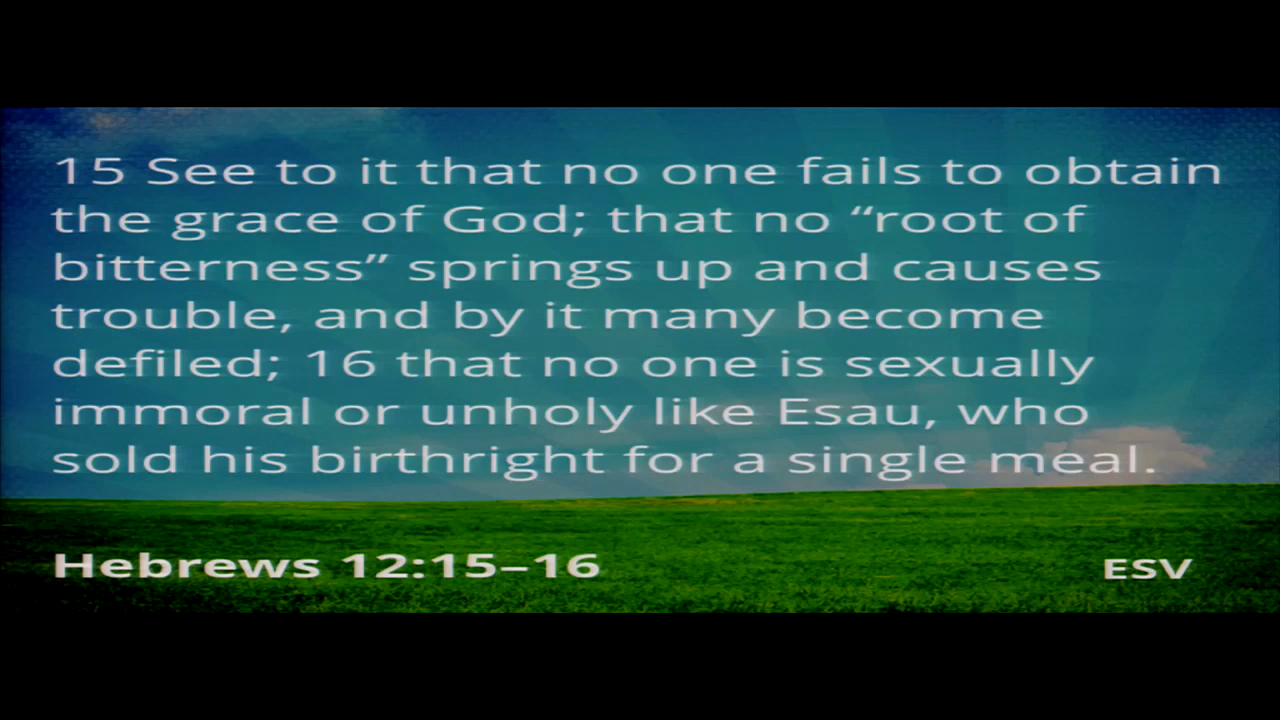 15 See to it that no one fails to obtain
the grace of God; that no “root of
bitterness” springs up and causes
trouble, and by it many become
defiled; 16 that no one is sexually
immoral or unholy like Esau, who
sold his birthright for a single meal.
Hebrews 12:15–16
ESV